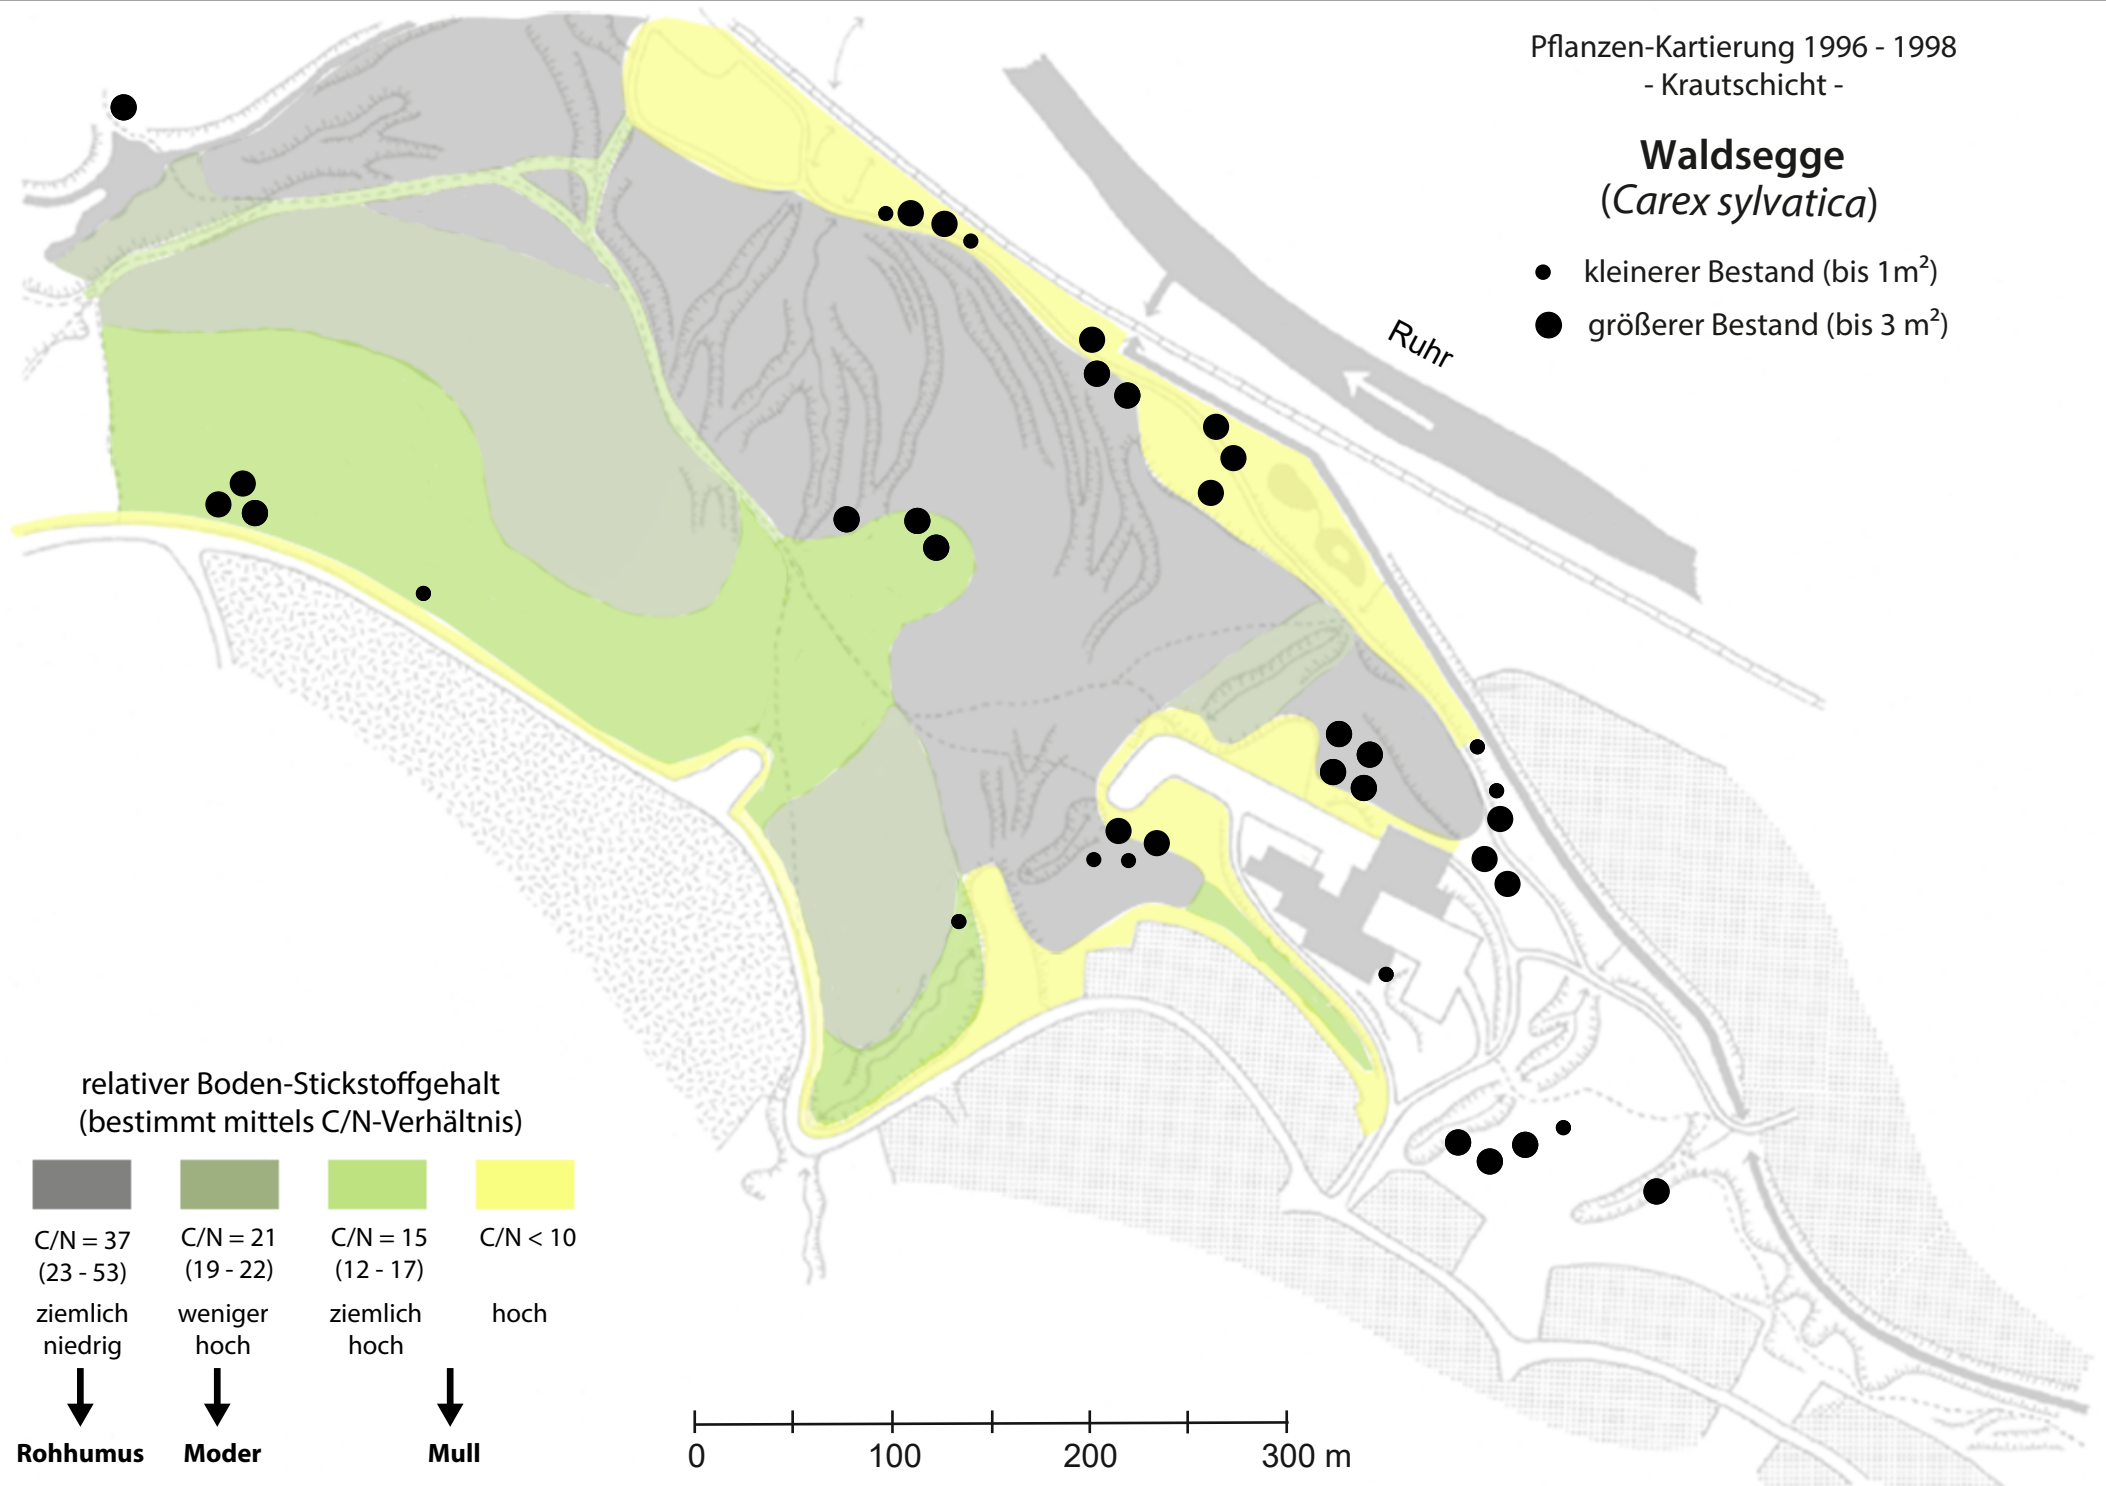 Pflanzen-Kartierung 1996 - 1998
- Krautschicht -
Waldsegge
(Carex sylvatica)
kleinerer Bestand (bis 1m²)
größerer Bestand (bis 3 m²)
Ruhr
relativer Boden-Stickstoffgehalt
(bestimmt mittels C/N-Verhältnis)
C/N = 37 C/N = 21 C/N = 15 C/N < 10
(23 - 53) (19 - 22) (12 - 17)
ziemlich weniger ziemlich hoch
niedrig hoch hoch
Rohhumus Moder Mull
0 100 200 300 m